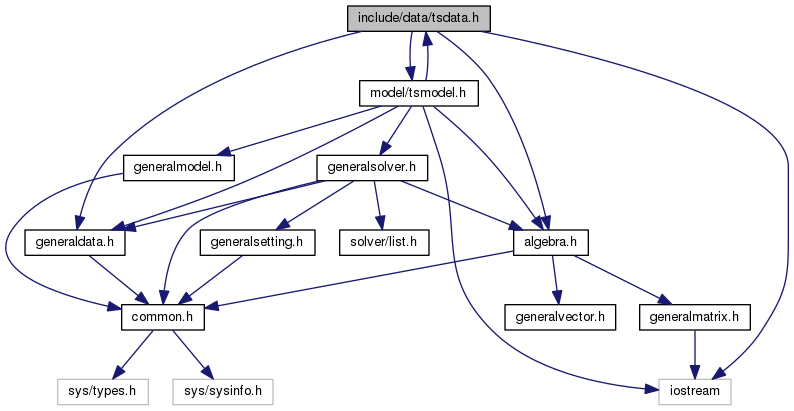 include/data/tsdata.h
model/tsmodel.h
generalmodel.h
generalsolver.h
generaldata.h
generalsetting.h
solver/list.h
algebra.h
common.h
generalvector.h
generalmatrix.h
sys/types.h
sys/sysinfo.h
iostream